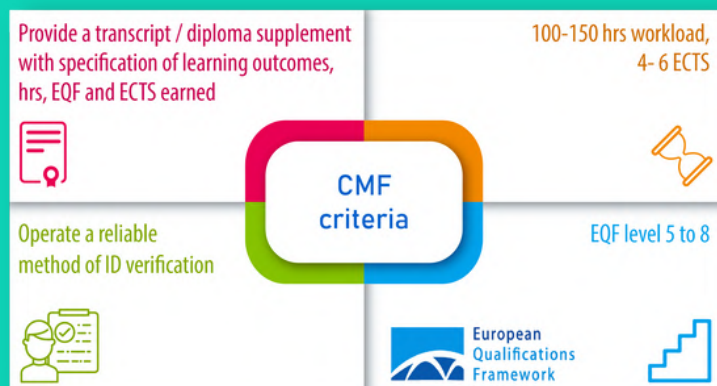 Provide a transcript / diploma supplement
with specification of learning outcomes,
hrs, EQF and ECTS earned
100-150 hrs workload,
4- 6 ECTS
CMF
criteria
Operate a reliable
method of ID verification
EQF level 5 to 8
European
Qualifications
Framework